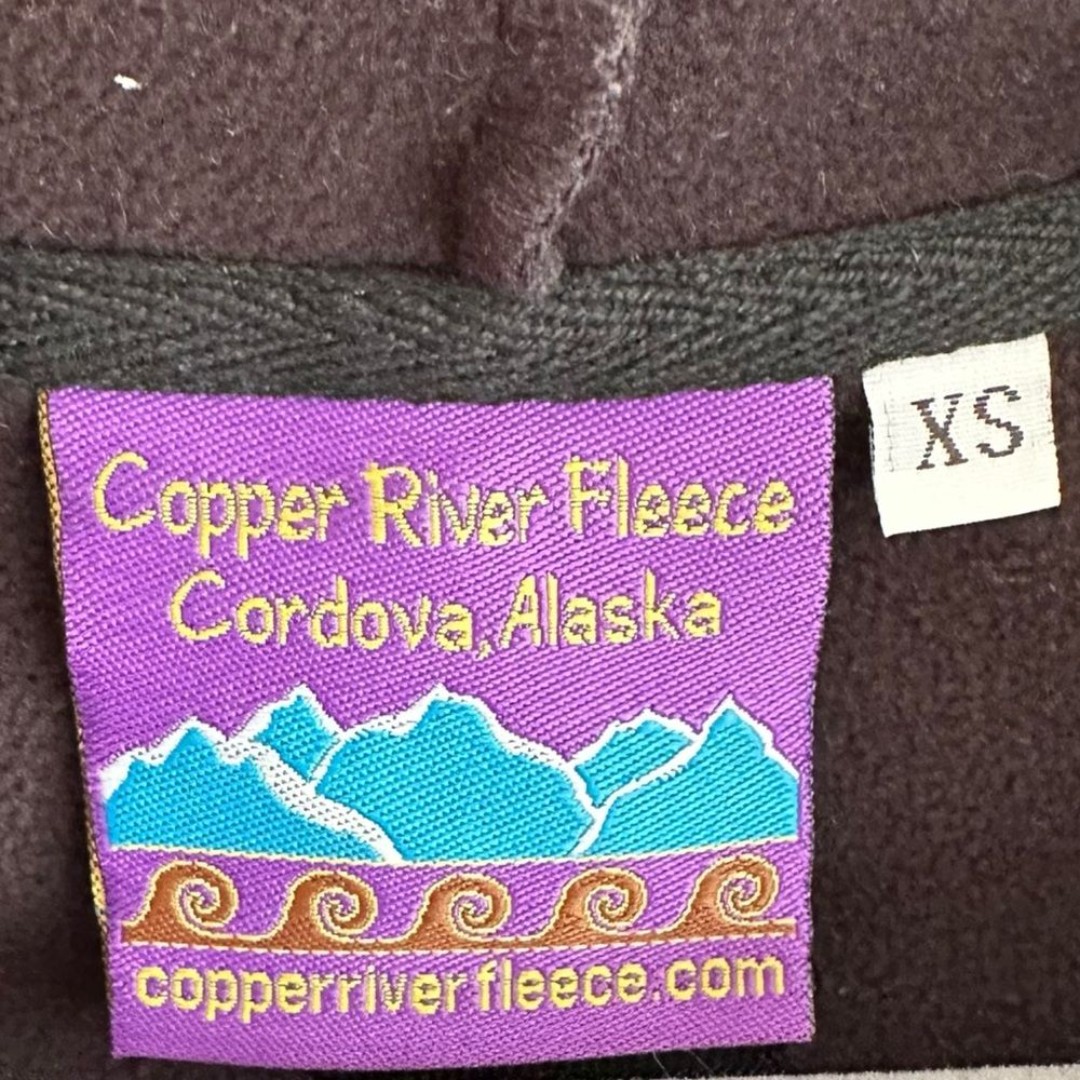 Copper River Fleece
Cordova, Alaska
copperriverfleece.com
XS